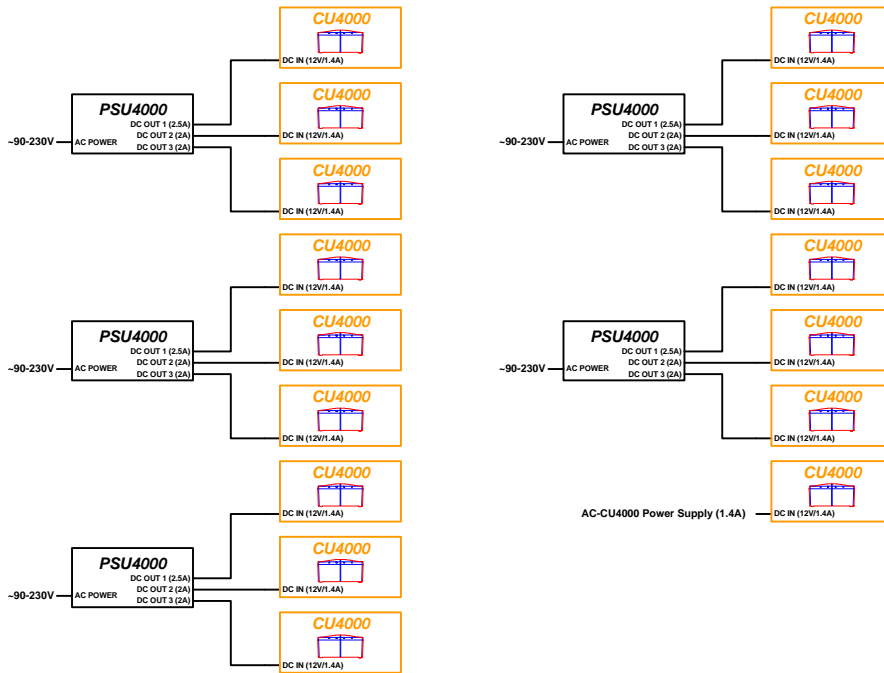 CU4000
DC IN (12V/1.4A)
CU4000
DC IN (12V/1.4A)
CU4000
DC IN (12V/1.4A)
PSU4000
DC OUT 1 (2.5A)
DC OUT 2 (2A)
DC OUT 3 (2A)
AC POWER
~90-230V
CU4000
DC IN (12V/1.4A)
CU4000
DC IN (12V/1.4A)
CU4000
DC IN (12V/1.4A)
PSU4000
DC OUT 1 (2.5A)
DC OUT 2 (2A)
DC OUT 3 (2A)
AC POWER
~90-230V
CU4000
DC IN (12V/1.4A)
CU4000
DC IN (12V/1.4A)
CU4000
DC IN (12V/1.4A)
PSU4000
DC OUT 1 (2.5A)
DC OUT 2 (2A)
DC OUT 3 (2A)
AC POWER
~90-230V
CU4000
DC IN (12V/1.4A)
CU4000
DC IN (12V/1.4A)
CU4000
DC IN (12V/1.4A)
PSU4000
DC OUT 1 (2.5A)
DC OUT 2 (2A)
DC OUT 3 (2A)
AC POWER
~90-230V
CU4000
DC IN (12V/1.4A)
CU4000
DC IN (12V/1.4A)
CU4000
DC IN (12V/1.4A)
PSU4000
DC OUT 1 (2.5A)
DC OUT 2 (2A)
DC OUT 3 (2A)
AC POWER
~90-230V
CU4000
DC IN (12V/1.4A)
AC-CU4000 Power Supply (1.4A)